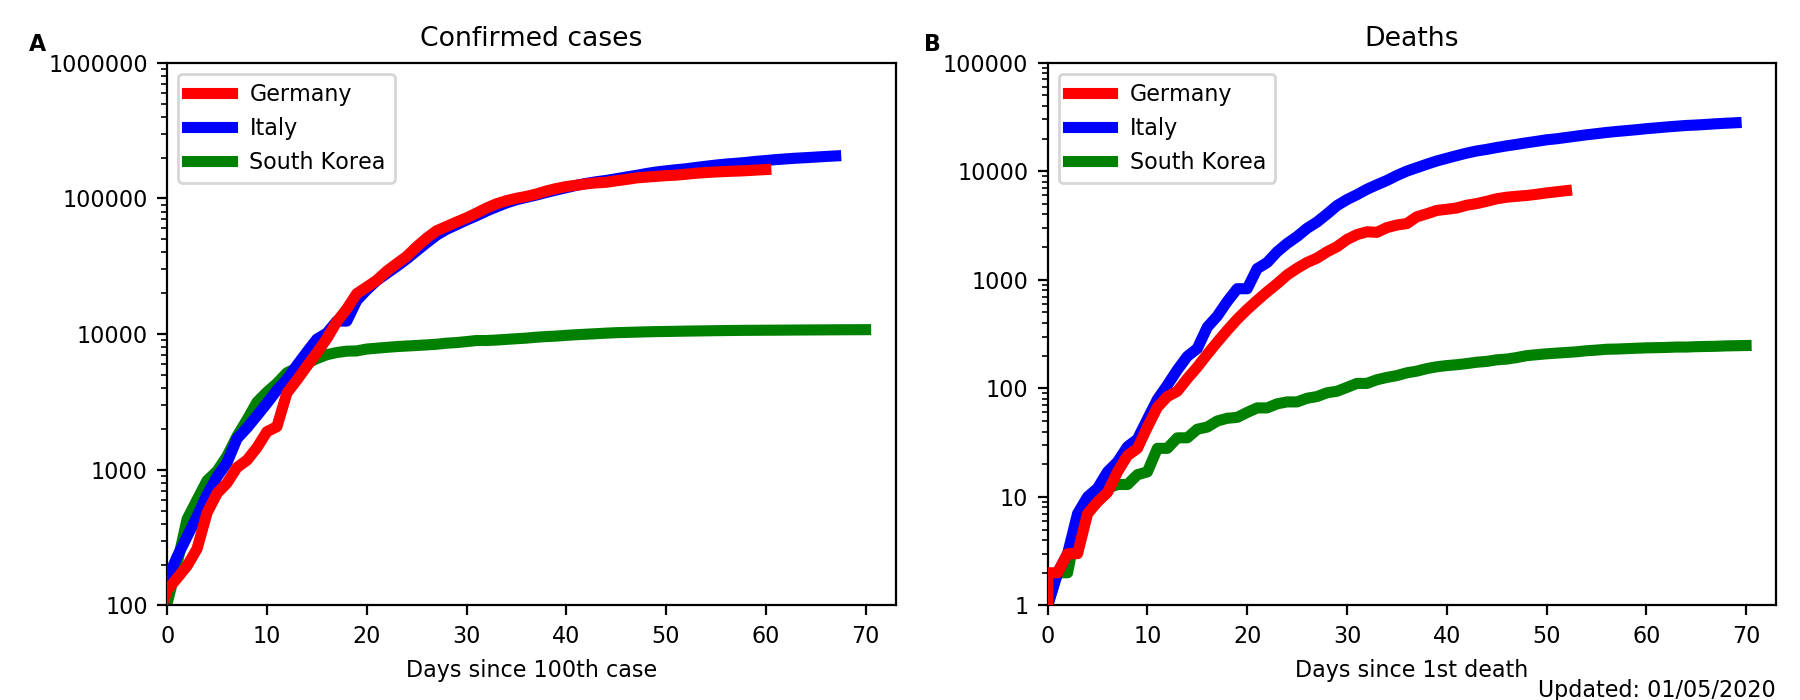 A
Confirmed cases
1000000
100000
10000
1000
100
Germany
Italy
South Korea
0 10 20 30 40 50 60 70
Days since 100th case
B
Deaths
100000
10000
1000
100
10
1
Germany
Italy
South Korea
0 10 20 30 40 50 60 70
Days since 1st death
Updated: 01/05/2020